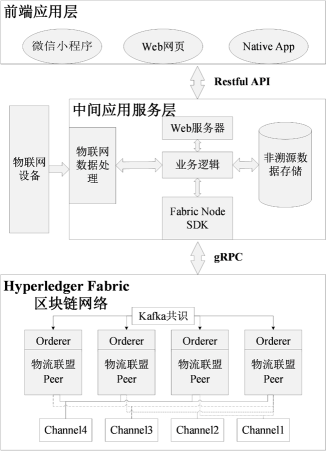 前端应用层
微信小程序
Web网页
Native App
Restful API
中间应用服务层
物联网
设备
物联网
数据处
理
Web服务器
业务逻辑
Fabric Node
SDK
非溯源数
据存储
gRPC
Hyperledger Fabric
区块链网络
Kafka共识
Orderer
物流联盟
Peer
Orderer
物流联盟
Peer
Orderer
物流联盟
Peer
Orderer
物流联盟
Peer
Channel4
Channel3
Channel2
Channel1